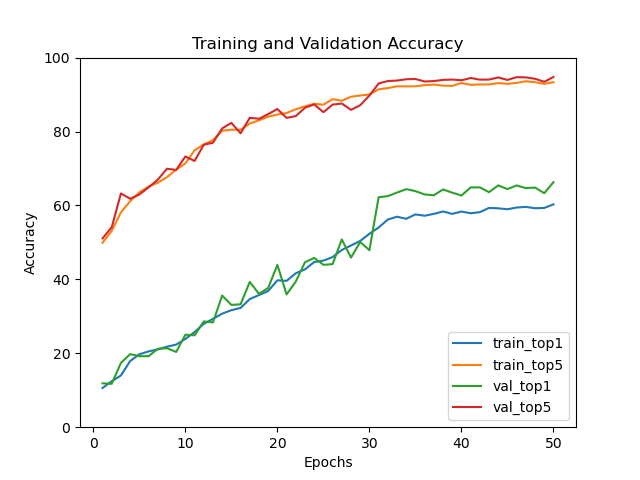 Training and Validation Accuracy
100
80
60
40
20
0
Accuracy
0 10 20 30 40 50
Epochs
train_top1
train_top5
val_top1
val_top5